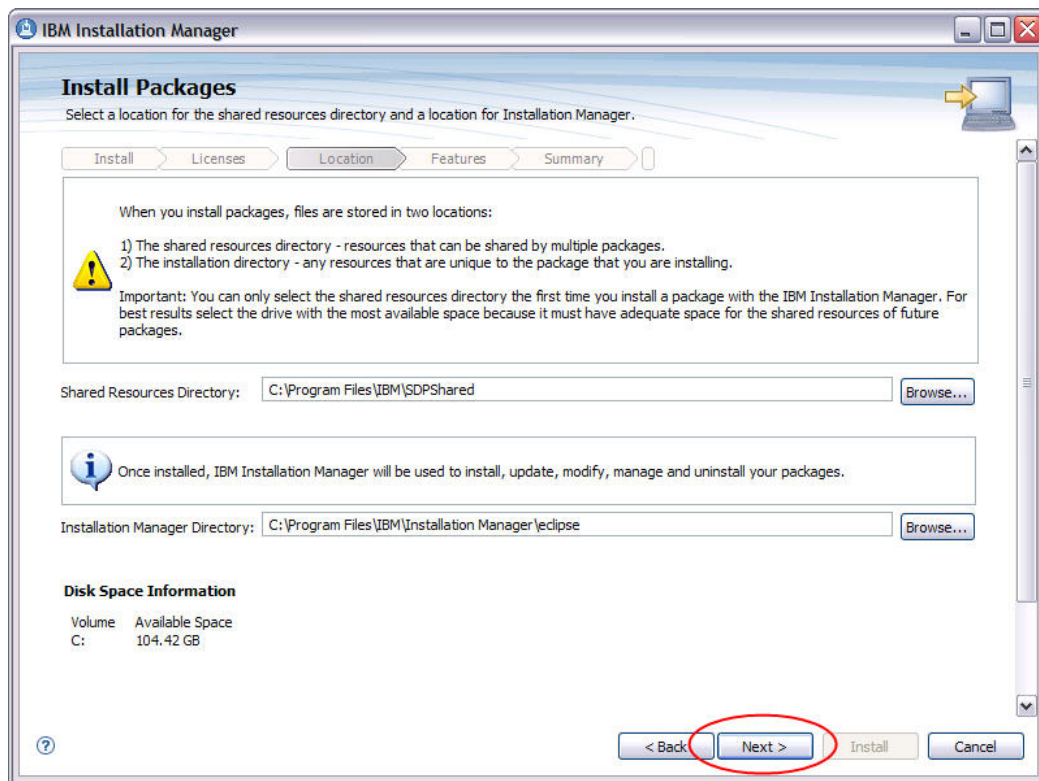 IBM Installation Manager
Install Packages
Select a location for the shared resources directory and a location for Installation Manager.
Install Licenses Location Features Summary
When you install packages, files are stored in two locations:
1) The shared resources directory - resources that can be shared by multiple packages.
2) The installation directory - any resources that are unique to the package that you are installing.
Important: You can only select the shared resources directory the first time you install a package with the IBM Installation Manager. For
best results select the drive with the most available space because it must have adequate space for the shared resources of future
packages.
Shared Resources Directory: C:\Program Files\IBM\SDPShared Browse...
Once installed, IBM Installation Manager will be used to install, update, modify, manage and uninstall your packages.
Installation Manager Directory: C:\Program Files\IBM\Installation Manager\eclipse Browse...
Disk Space Information
Volume Available Space
C: 104.42 GB
? < Back Next > Install Cancel